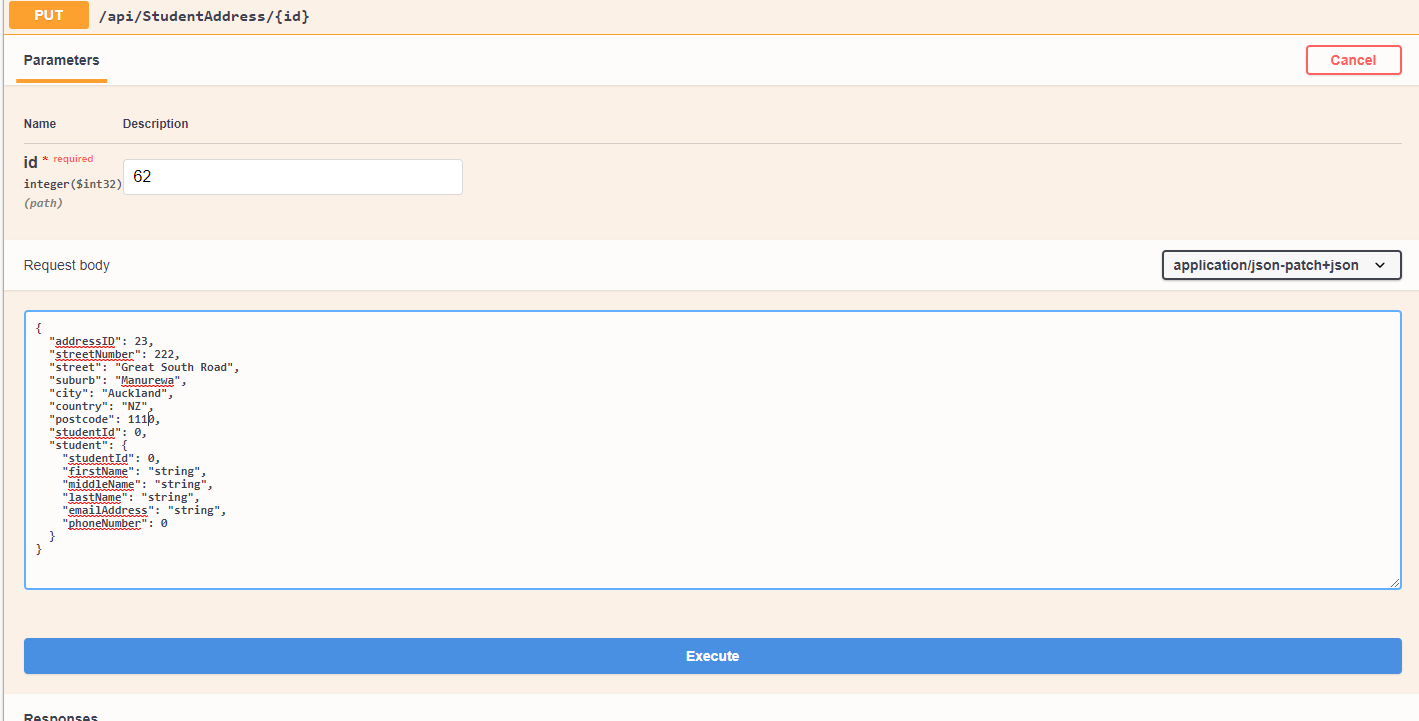 PUT /api/StudentAddress/{id}
Parameters
Cancel
Name Description
id * required
integer($int32)
(path)
62
Request body
application/json-patch+json
{
  "addressID": 23,
  "streetNumber": 222,
  "street": "Great South Road",
  "suburb": "Manurewa",
  "city": "Auckland",
  "country": "NZ",
  "postcode": 1110,
  "studentId": 0,
  "student": {
    "studentId": 0,
    "firstName": "string",
    "middleName": "string",
    "lastName": "string",
    "emailAddress": "string",
    "phoneNumber": 0
  }
}
Execute
Responses